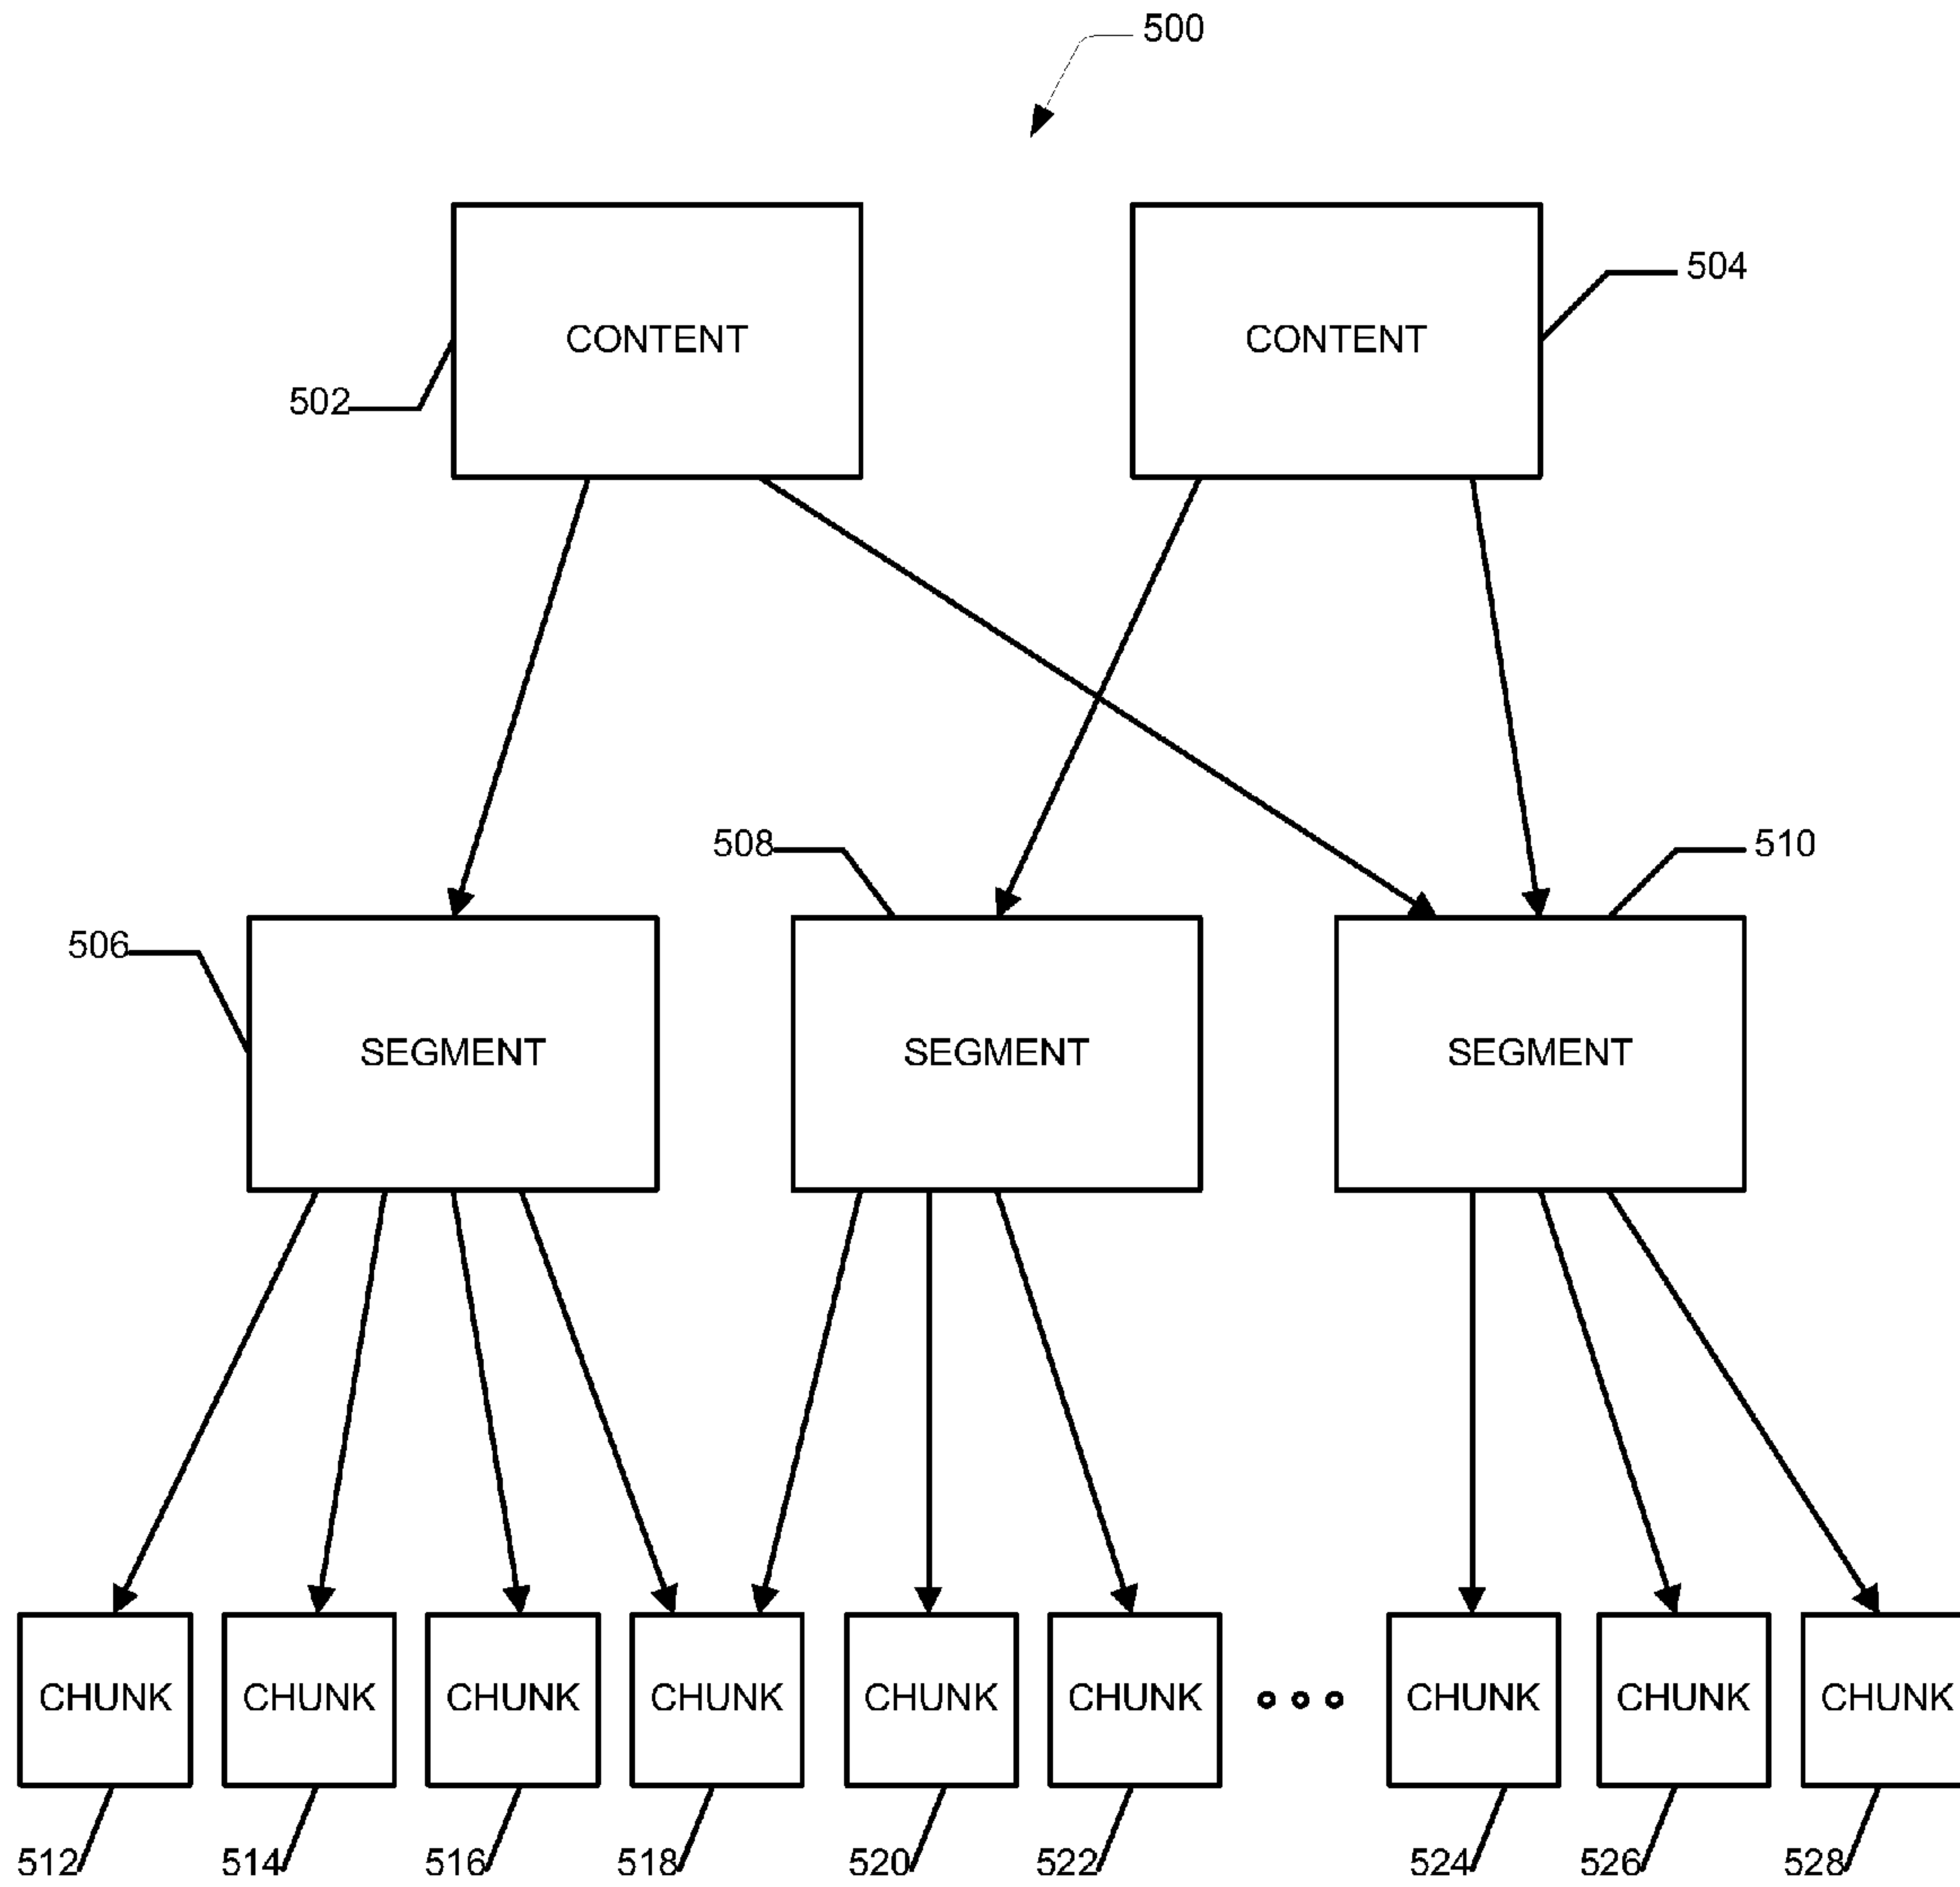 500
CONTENT
CONTENT
504
502
508
510
506
SEGMENT
SEGMENT
SEGMENT
CHUNK
CHUNK
CHUNK
CHUNK
CHUNK
CHUNK
CHUNK
CHUNK
CHUNK
512
514
516
518
520
522
524
526
528